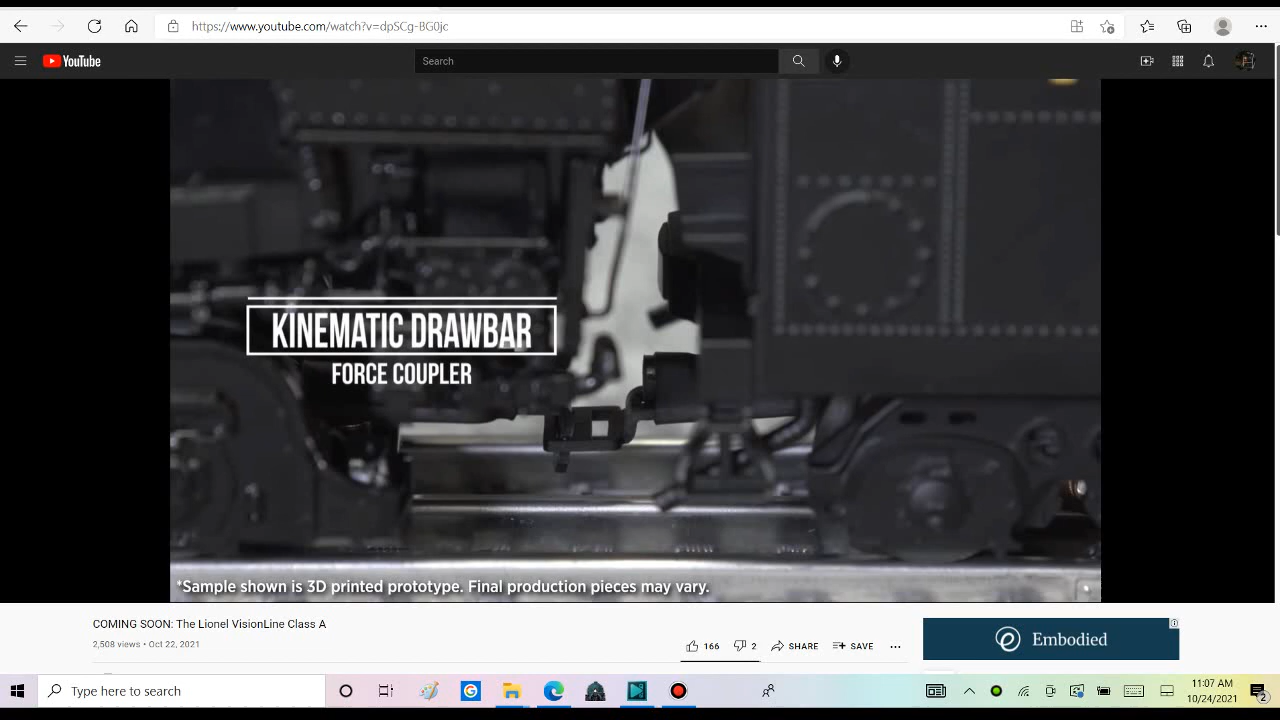 https://www.youtube.com/watch?v=dpSCg-BG0jc
YouTube
Search
KINEMATIC DRAWBAR
FORCE COUPLER
*Sample shown is 3D printed prototype. Final production pieces may vary.
COMING SOON: The Lionel VisionLine Class A
2,508 views • Oct 22, 2021
166
2
SHARE
SAVE
Embodied
Type here to search
11:07 AM
10/24/2021
2